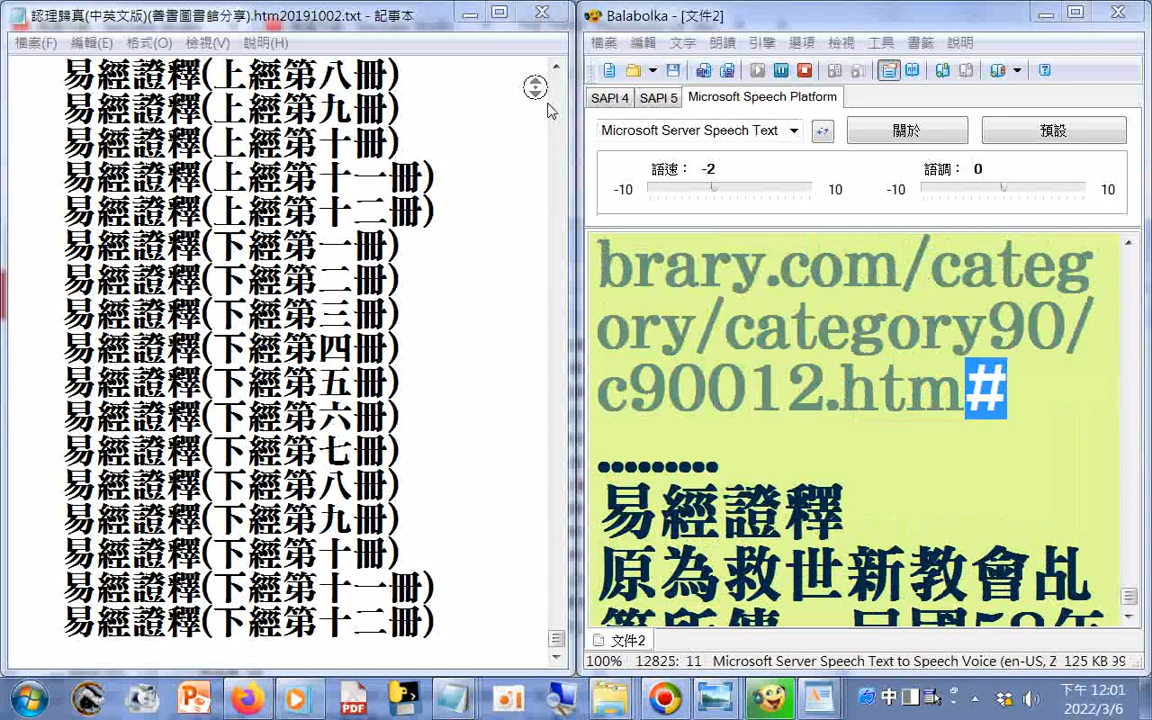 認理歸真(中英文版)(善書圖書館分享).htm20191002.txt - 記事本
檔案(F) 編輯(E) 格式(O) 檢視(V) 說明(H)
易經證釋(上經第八冊)
易經證釋(上經第九冊)
易經證釋(上經第十冊)
易經證釋(上經第十一冊)
易經證釋(上經第十二冊)
易經證釋(下經第一冊)
易經證釋(下經第二冊)
易經證釋(下經第三冊)
易經證釋(下經第四冊)
易經證釋(下經第五冊)
易經證釋(下經第六冊)
易經證釋(下經第七冊)
易經證釋(下經第八冊)
易經證釋(下經第九冊)
易經證釋(下經第十冊)
易經證釋(下經第十一冊)
易經證釋(下經第十二冊)
Balabolka - [文件2]
檔案 編輯 文字 朗讀 引擎 選項 檢視 工具 書籤 說明
SAPI 4 SAPI 5 Microsoft Speech Platform
Microsoft Server Speech Text 關於 預設
語速: -2 語調: 0
-10 10 -10 10
brary.com/categ
ory/category90/
c90012.htm#
•••••••••
易經證釋
原為救世新教會乩
筆所傳 民國52年
文件2
100% 12825: 11 Microsoft Server Speech Text to Speech Voice (en-US, Z 125 KB 99
PDF
中
下午 12:01
2022/3/6